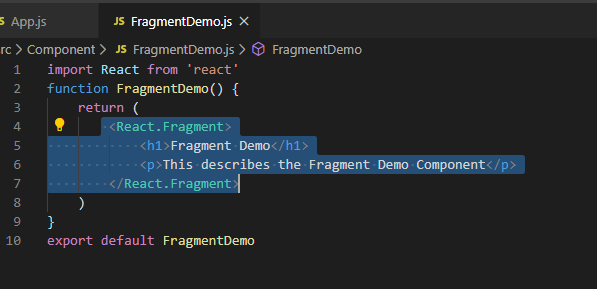 JS App.js JS FragmentDemo.js ×
rc > Component > JS FragmentDemo.js > FragmentDemo
1 import React from 'react'
2 function FragmentDemo() {
3 return (
4 <React.Fragment>
5 <h1>Fragment Demo</h1>
6 <p>This describes the Fragment Demo Component</p>
7 </React.Fragment>
8 )
9 }
10 export default FragmentDemo